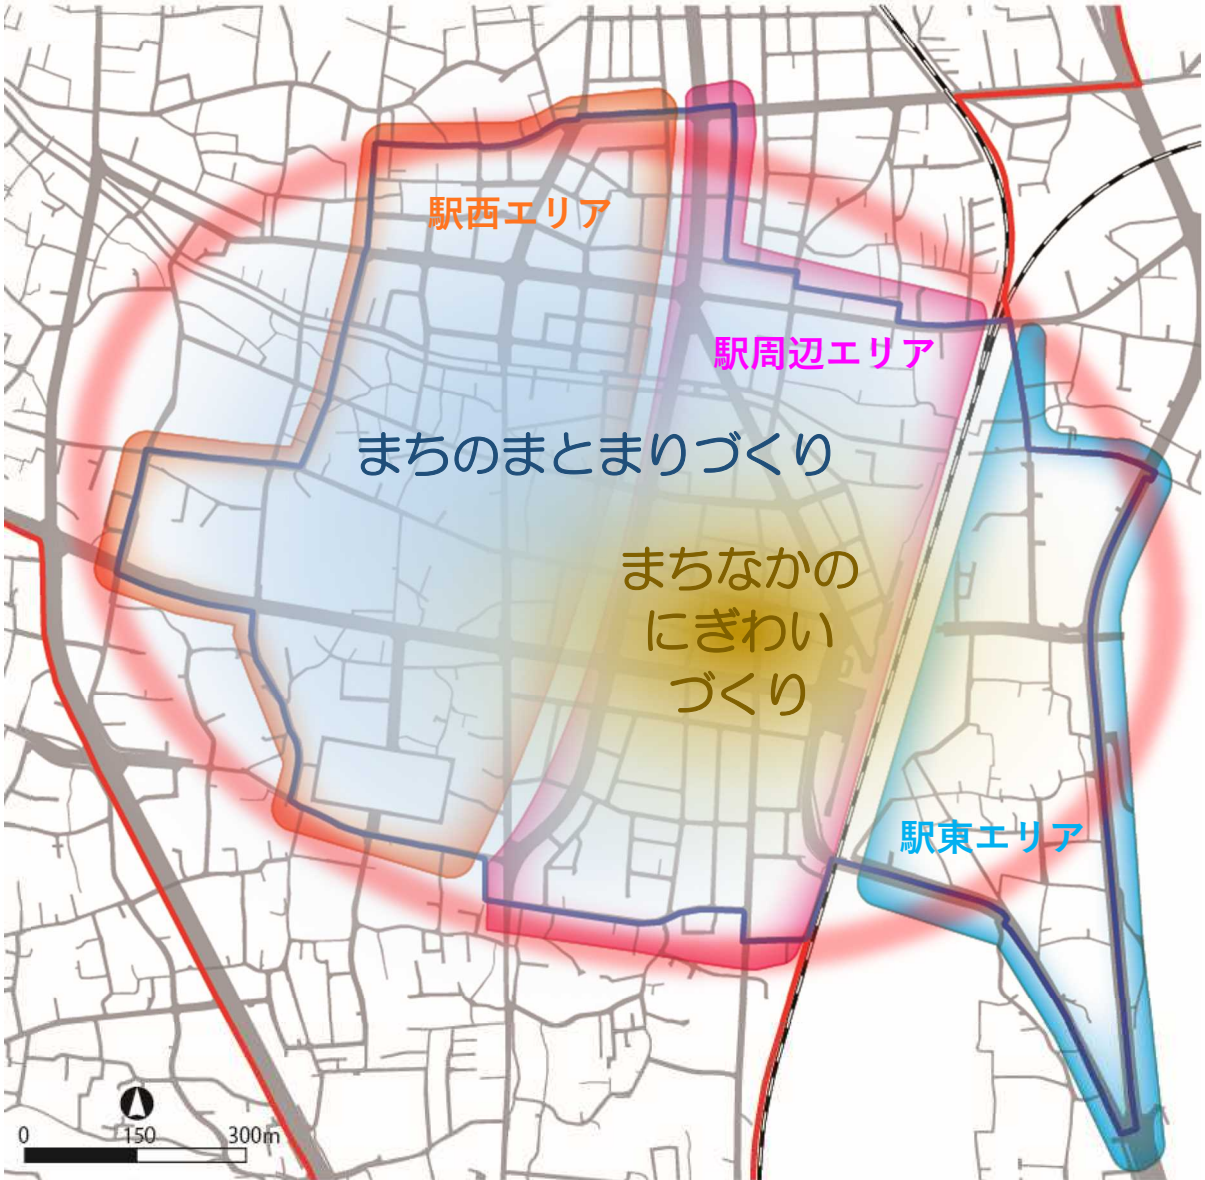 駅西エリア
駅周辺エリア
まちのまとまりづくり
まちなかの
にぎわい
づくり
駅東エリア
0 150 300m